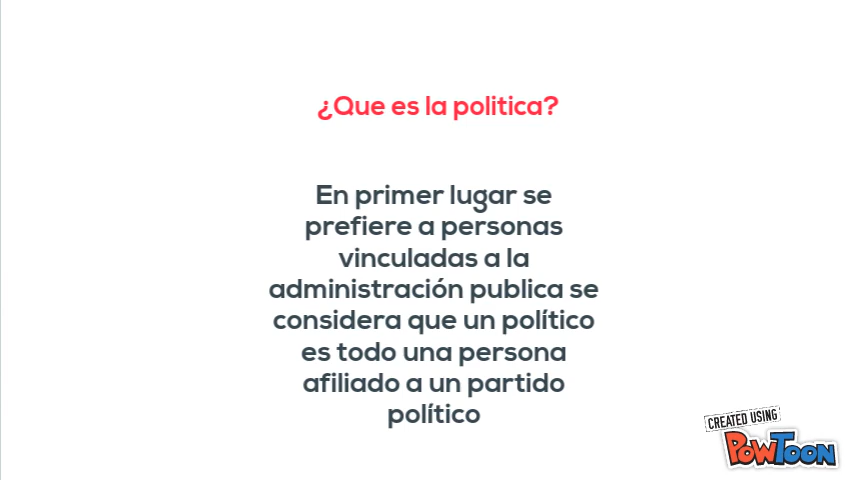 ¿Que es la politica?
En primer lugar se
prefiere a personas
vinculadas a la
administración publica se
considera que un político
es todo una persona
afiliado a un partido
político
CREATED USING
POWTOON